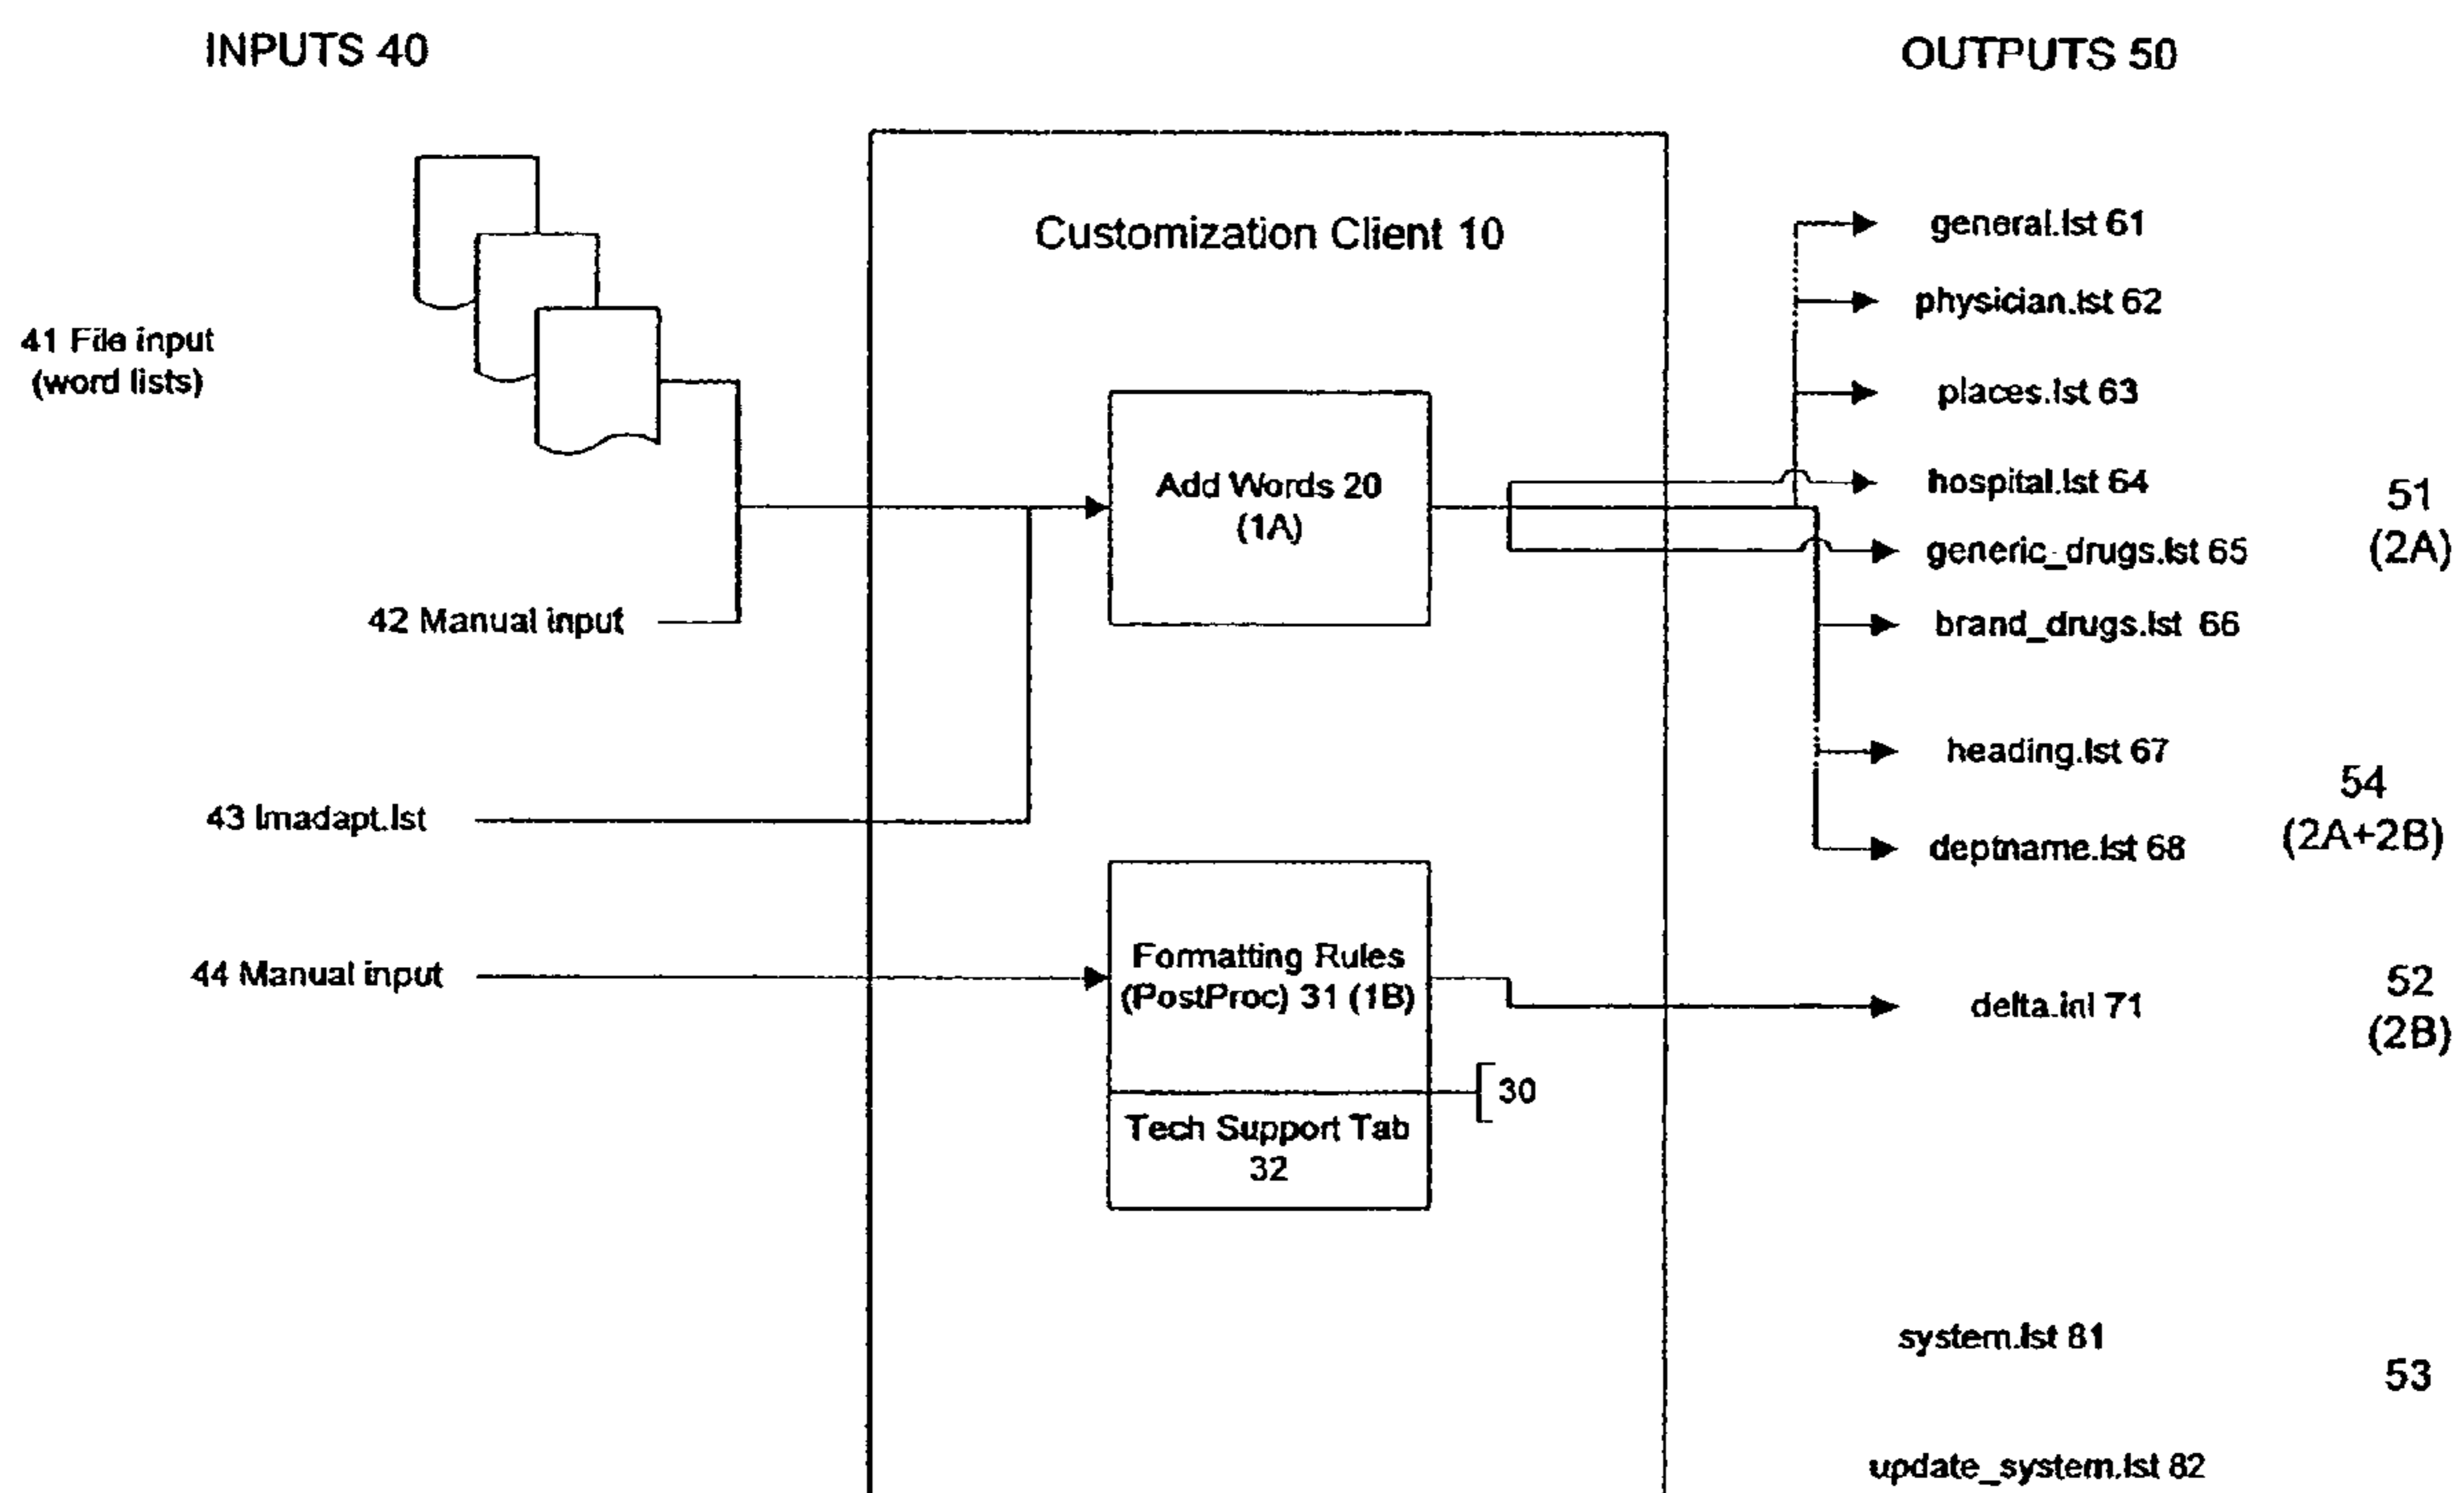 INPUTS 40
OUTPUTS 50
Customization Client 10
41 File input
(word lists)
42 Manual input
43 lmadapt.lst
44 Manual input
Add Words 20
(1A)
Formatting Rules
(PostProc) 31 (1B)
30
Tech Support Tab
32
general.lst 61
physician.lst 62
places.lst 63
hospital.lst 64
generic_drugs.lst 65
brand_drugs.lst 66
51
(2A)
heading.lst 67
deptname.lst 68
54
(2A+2B)
delta.inl 71
52
(2B)
system.lst 81
53
update_system.lst 82